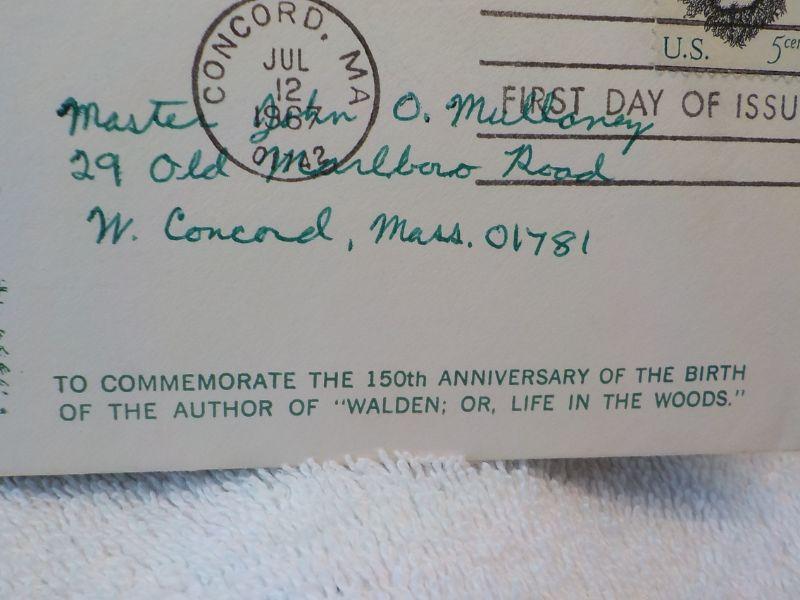 CONCORD, MA
JUL
12
1967
U.S. 5
FIRST DAY OF ISSU
Master John O. Mullaney
29 Old Marlboro Road
W. Concord, Mass. 01781
TO COMMEMORATE THE 150th ANNIVERSARY OF THE BIRTH
OF THE AUTHOR OF "WALDEN; OR, LIFE IN THE WOODS."